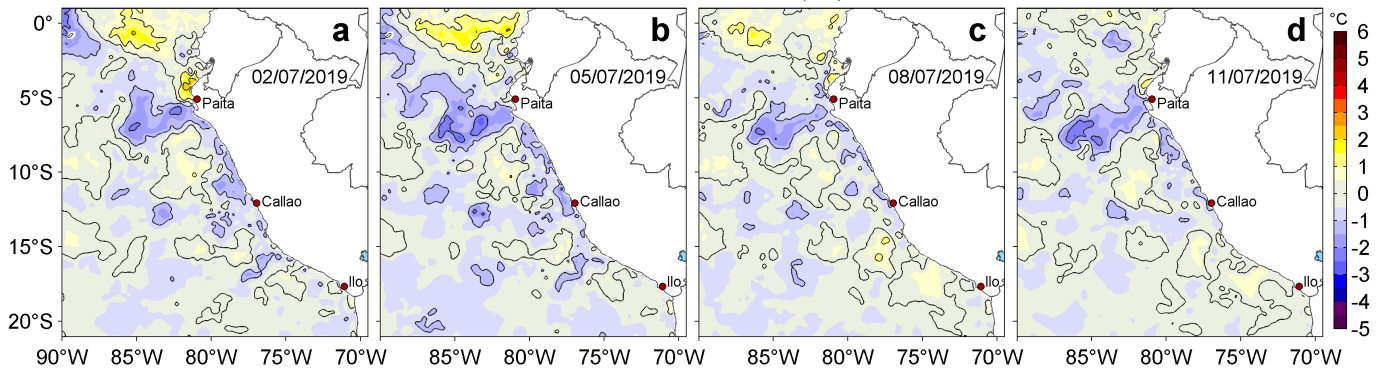 a
b
c
d
02/07/2019
05/07/2019
08/07/2019
11/07/2019
Paita
Paita
Paita
Paita
Callao
Callao
Callao
Callao
Ilo
Ilo
Ilo
Ilo
0°
5°S
10°S
15°S
20°S
90°W 85°W 80°W 75°W 70°W
85°W 80°W 75°W 70°W
85°W 80°W 75°W 70°W
85°W 80°W 75°W 70°W
°C
6
5
4
3
2
1
0
-1
-2
-3
-4
-5